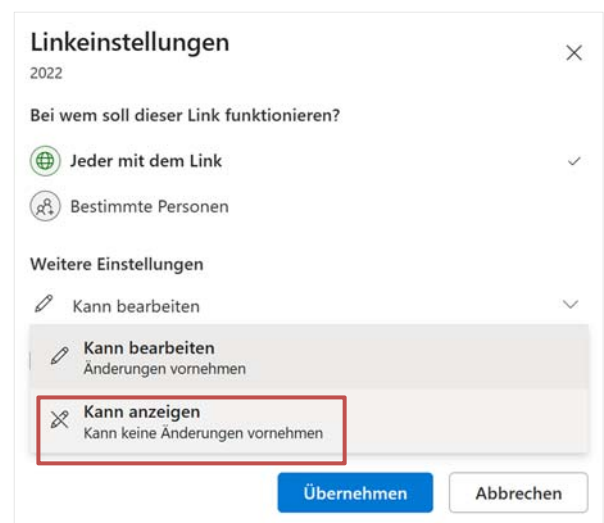 Linkeinstellungen
2022
Bei wem soll dieser Link funktionieren?
Jeder mit dem Link
Bestimmte Personen
Weitere Einstellungen
Kann bearbeiten
Kann bearbeiten
Änderungen vornehmen
Kann anzeigen
Kann keine Änderungen vornehmen
Übernehmen
Abbrechen